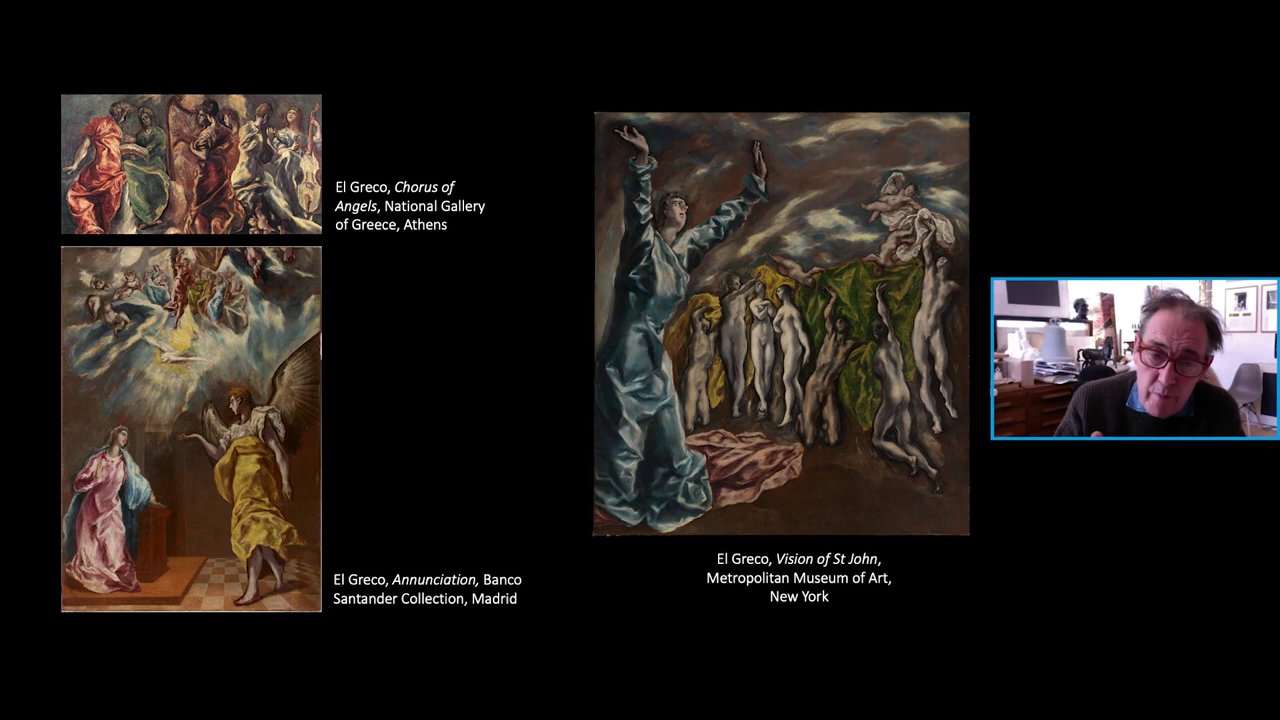 El Greco, Chorus of
Angels, National Gallery
of Greece, Athens
El Greco, Annunciation, Banco
Santander Collection, Madrid
El Greco, Vision of St John,
Metropolitan Museum of Art,
New York